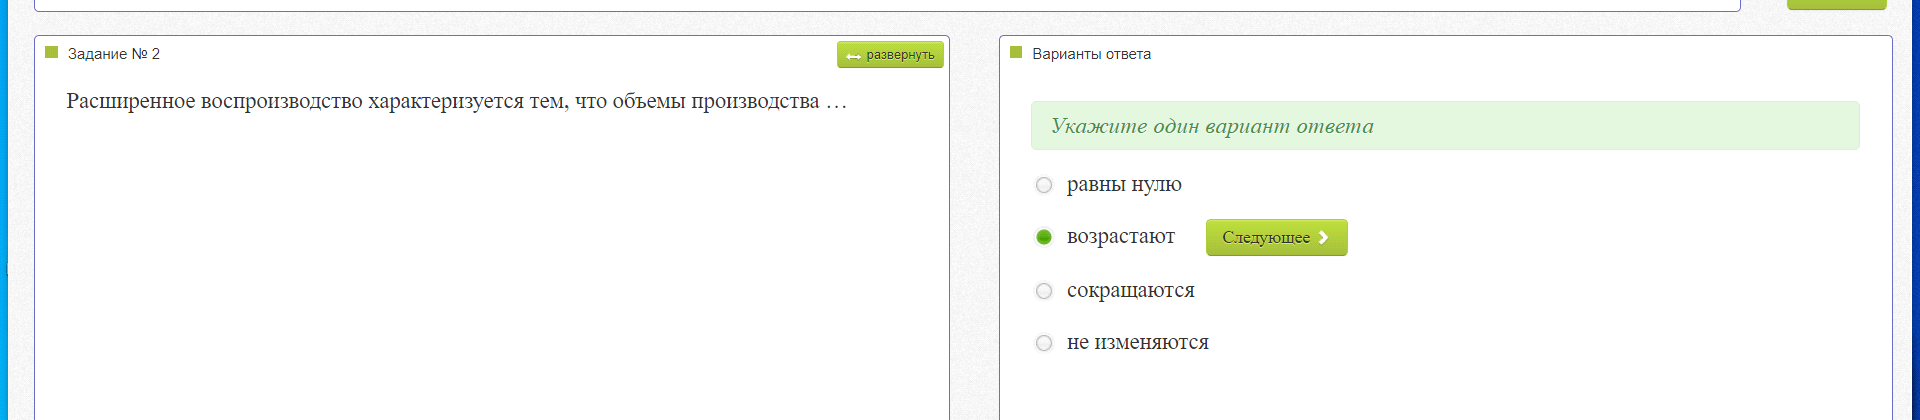 Задание № 2
развернуть
Расширенное воспроизводство характеризуется тем, что объемы производства …
Варианты ответа
Укажите один вариант ответа
равны нулю
возрастают
Следующее
сокращаются
не изменяются